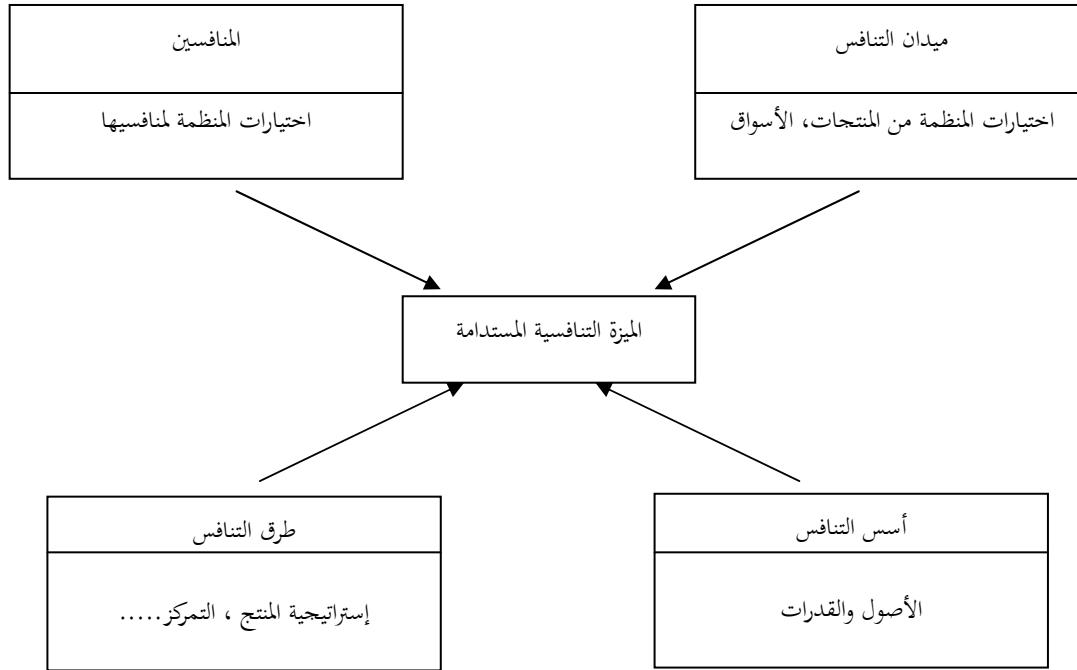 ميدان التنافس
اختيارات المنظمة من المنتجات، الأسواق
المنافسين
اختيارات المنظمة لمنافسيها
الميزة التنافسية المستدامة
أسس التنافس
الأصول والقدرات
طرق التنافس
إستراتيجية المنتج ، التمركز.....